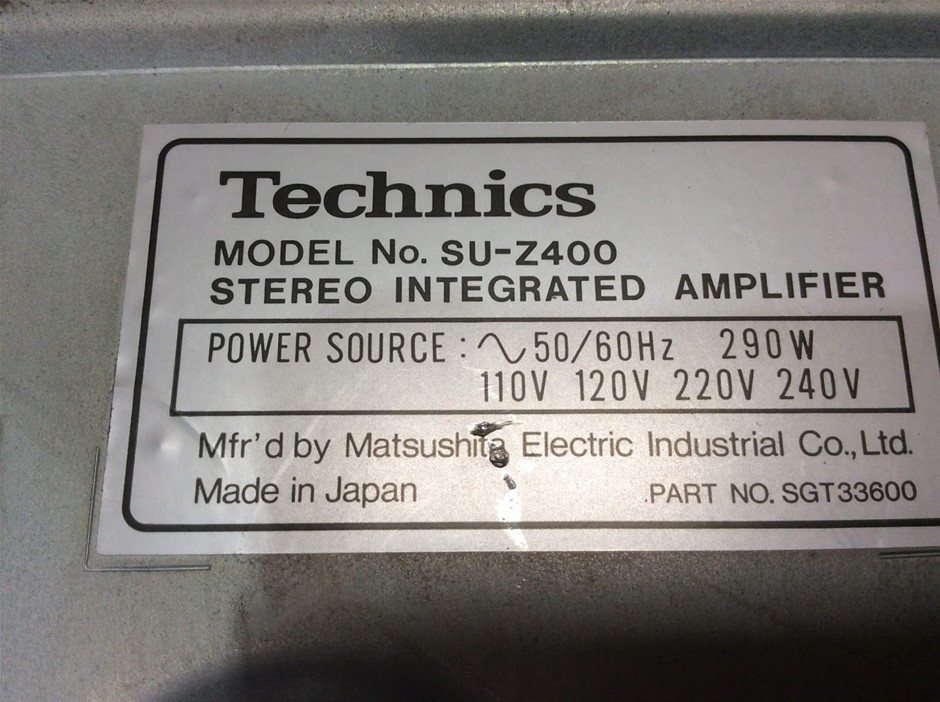 Technics
MODEL No. SU-Z400
STEREO INTEGRATED AMPLIFIER
POWER SOURCE : ∿ 50/60Hz 290W
110V 120V 220V 240V
Mfr'd by Matsushita Electric Industrial Co., Ltd.
Made in Japan PART NO. SGT33600